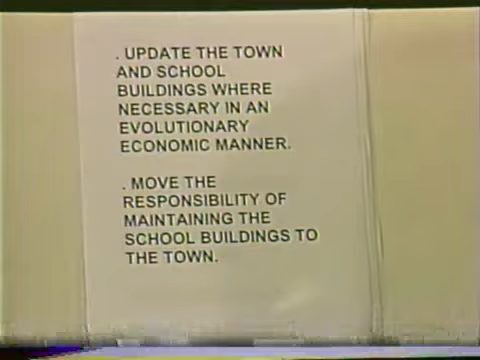 . UPDATE THE TOWN
AND SCHOOL
BUILDINGS WHERE
NECESSARY IN AN
EVOLUTIONARY
ECONOMIC MANNER.
. MOVE THE
RESPONSIBILITY OF
MAINTAINING THE
SCHOOL BUILDINGS TO
THE TOWN.